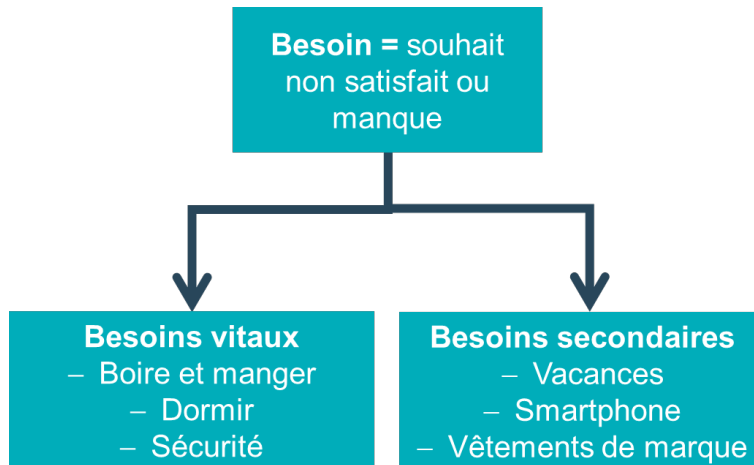 Besoin = souhait
non satisfait ou
manque
Besoins vitaux
– Boire et manger
– Dormir
– Sécurité
Besoins secondaires
– Vacances
– Smartphone
– Vêtements de marque